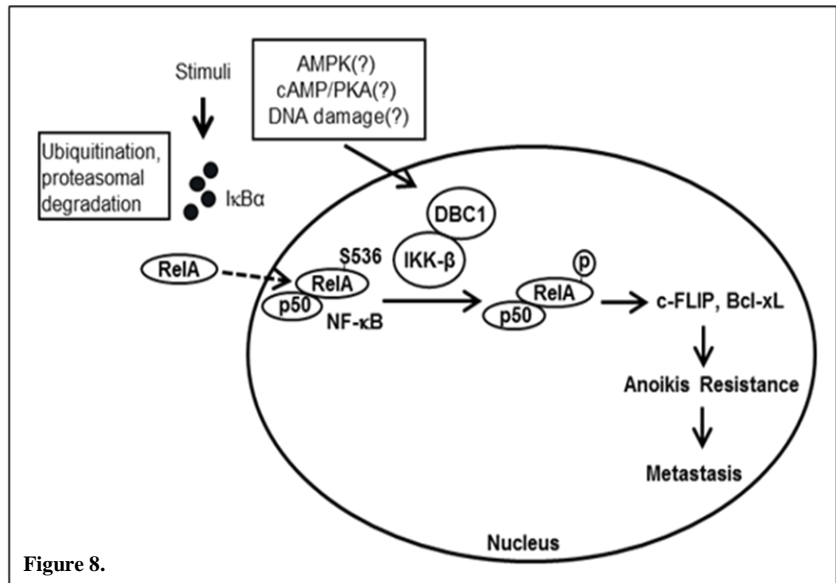 Stimuli
AMPK(?)
cAMP/PKA(?)
DNA damage(?)
Ubiquitination,
proteasomal
degradation
IκBα
DBC1
IKK-β
RelA
S536
RelA
p50
NF-κB
p
RelA
p50
c-FLIP, Bcl-xL
Anoikis Resistance
Metastasis
Nucleus
Figure 8.